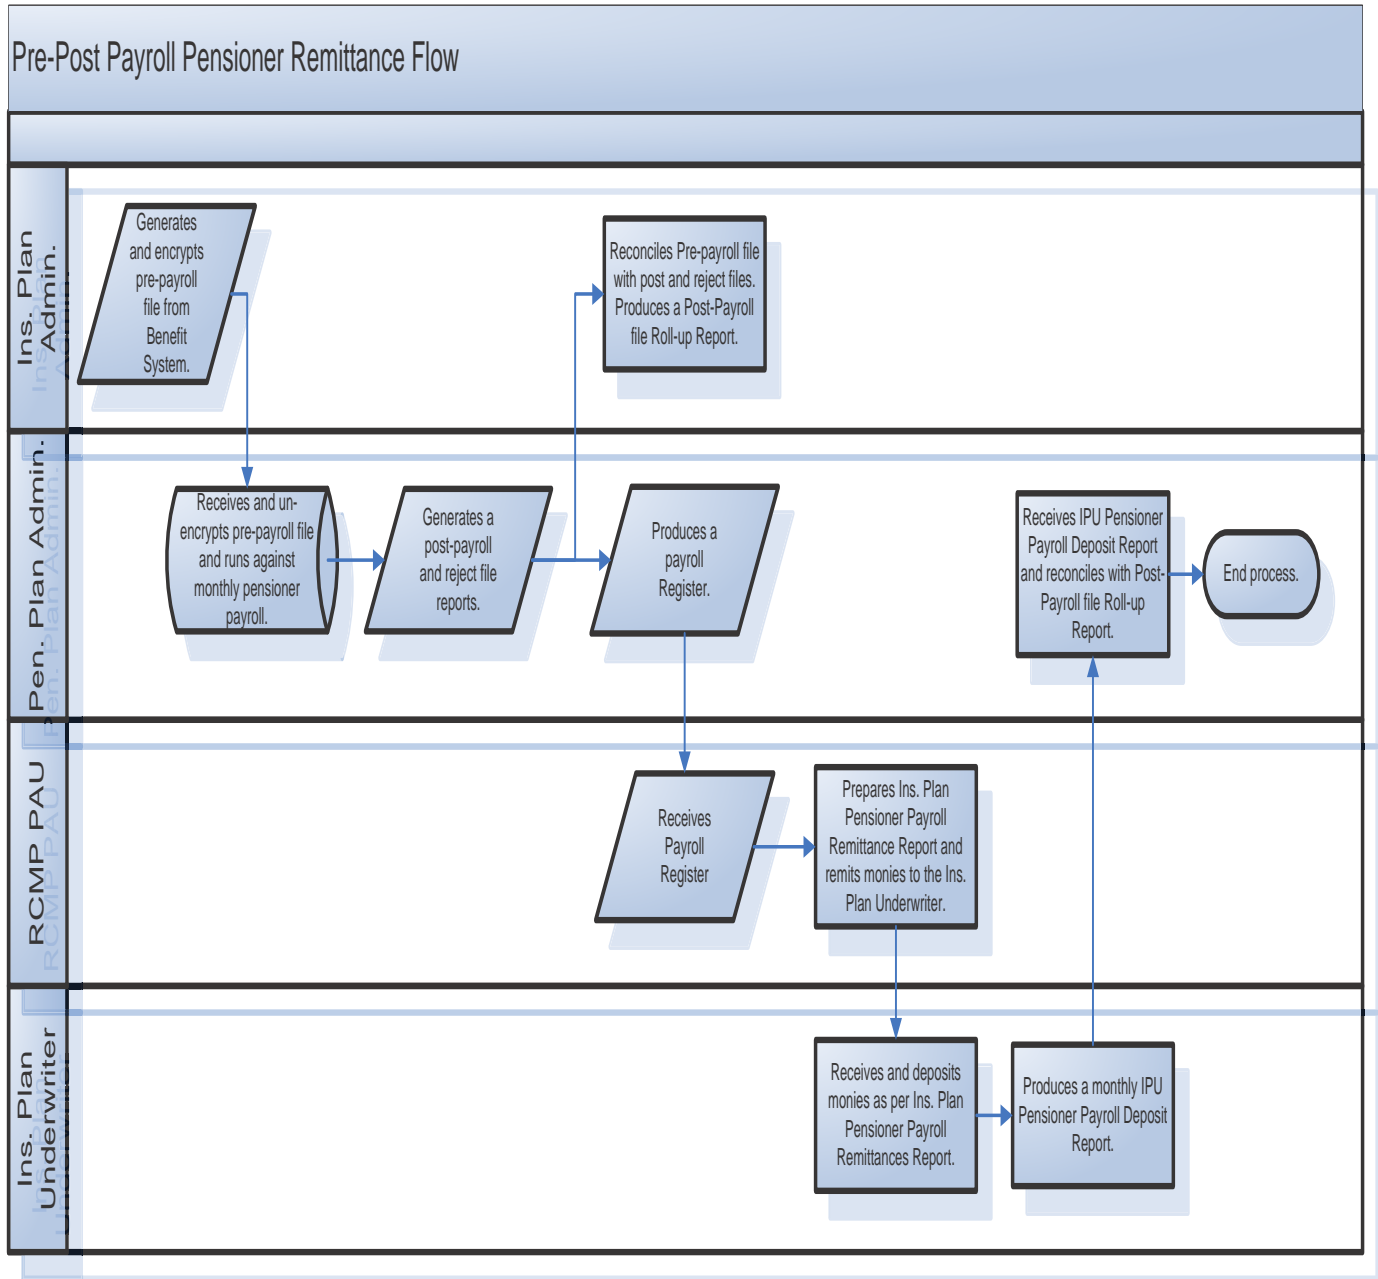 Pre-Post Payroll Pensioner Remittance Flow
Ins. Plan
Admin.
Generates
and encrypts
pre-payroll
file from
Benefit
System.
Reconciles Pre-payroll file
with post and reject files.
Produces a Post-Payroll
file Roll-up Report.
Pen. Plan Admin.
Receives and un-
encrypts pre-payroll file
and runs against
monthly pensioner
payroll.
Generates a
post-payroll
and reject file
reports.
Produces a
payroll
Register.
Receives IPU Pensioner
Payroll Deposit Report
and reconciles with Post-
Payroll file Roll-up
Report.
End process.
RCMP PAU
Receives
Payroll
Register
Prepares Ins. Plan
Pensioner Payroll
Remittance Report and
remits monies to the Ins.
Plan Underwriter.
Ins. Plan
Underwriter
Receives and deposits
monies as per Ins. Plan
Pensioner Payroll
Remittances Report.
Produces a monthly IPU
Pensioner Payroll Deposit
Report.